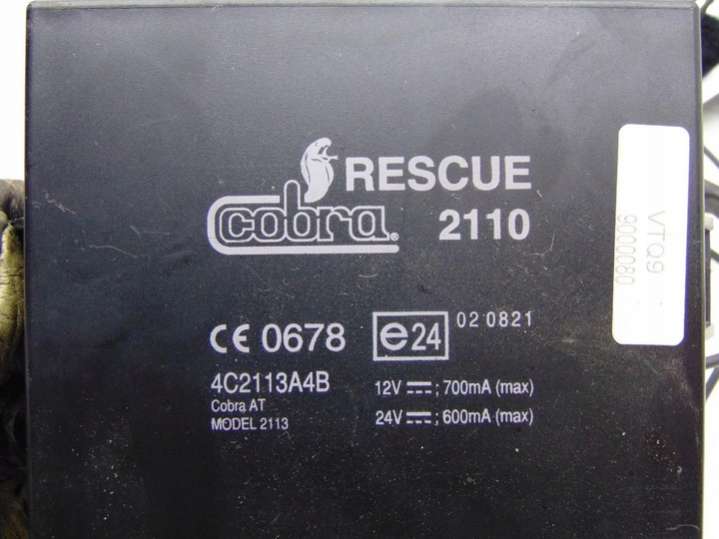 RESCUE
cobra®
2110
CE 0678
e24
02 0821
4C2113A4B
Cobra AT
MODEL 2113
12V ⎓; 700mA (max)
24V ⎓; 600mA (max)
VTQ9
9000080